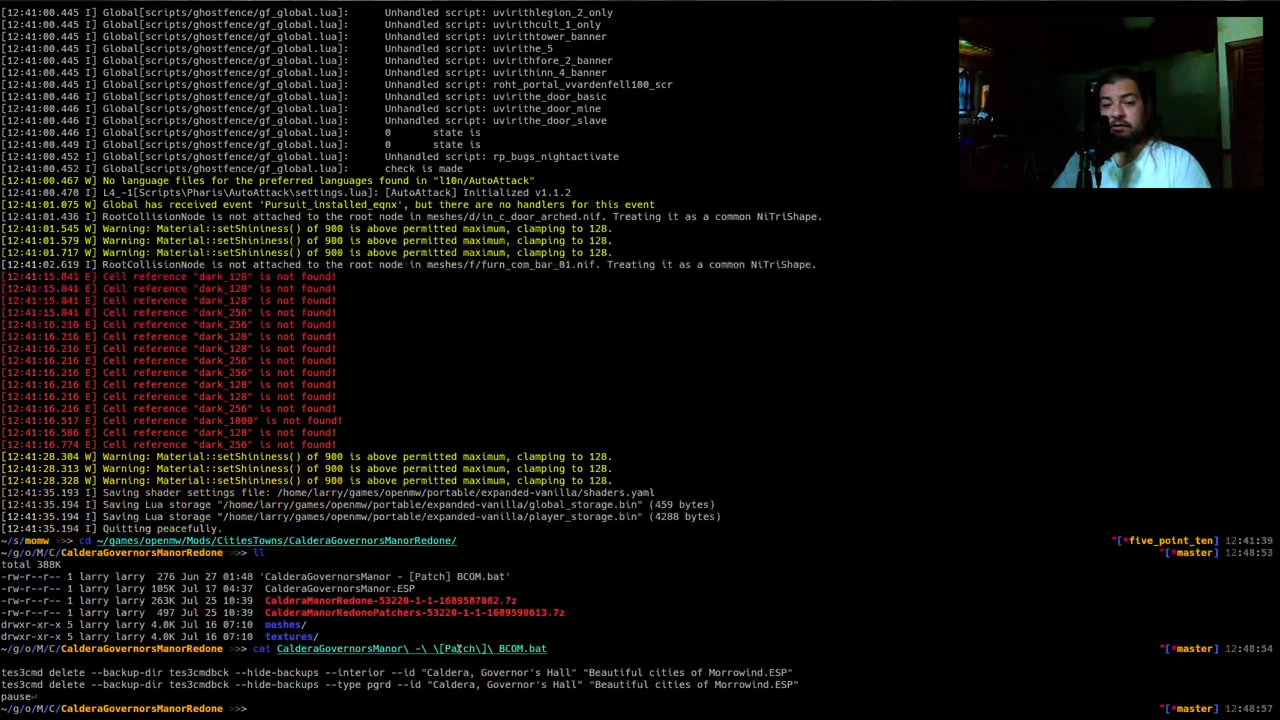 [12:41:00.445 I] Global[scripts/ghostfence/gf_global.lua]:	Unhandled script: uvirithlegion_2_only
[12:41:00.445 I] Global[scripts/ghostfence/gf_global.lua]:	Unhandled script: uvirithcult_1_only
[12:41:00.445 I] Global[scripts/ghostfence/gf_global.lua]:	Unhandled script: uvirithtower_banner
[12:41:00.445 I] Global[scripts/ghostfence/gf_global.lua]:	Unhandled script: uvirithe_5
[12:41:00.445 I] Global[scripts/ghostfence/gf_global.lua]:	Unhandled script: uvirithfore_2_banner
[12:41:00.445 I] Global[scripts/ghostfence/gf_global.lua]:	Unhandled script: uvirithinn_4_banner
[12:41:00.445 I] Global[scripts/ghostfence/gf_global.lua]:	Unhandled script: roht_portal_vvardenfell100_scr
[12:41:00.446 I] Global[scripts/ghostfence/gf_global.lua]:	Unhandled script: uvirithe_door_basic
[12:41:00.446 I] Global[scripts/ghostfence/gf_global.lua]:	Unhandled script: uvirithe_door_mine
[12:41:00.446 I] Global[scripts/ghostfence/gf_global.lua]:	Unhandled script: uvirithe_door_slave
[12:41:00.446 I] Global[scripts/ghostfence/gf_global.lua]:	0	state is
[12:41:00.449 I] Global[scripts/ghostfence/gf_global.lua]:	0	state is
[12:41:00.452 I] Global[scripts/ghostfence/gf_global.lua]:	Unhandled script: rp_bugs_nightactivate
[12:41:00.452 I] Global[scripts/ghostfence/gf_global.lua]:	check is made
[12:41:00.467 W] No language files for the preferred languages found in "l10n/AutoAttack"
[12:41:00.470 I] L4_-1[Scripts\Pharis\AutoAttack\settings.lua]: [AutoAttack] Initialized v1.1.2
[12:41:01.075 W] Global has received event 'Pursuit_installed_eqnx', but there are no handlers for this event
[12:41:01.436 I] RootCollisionNode is not attached to the root node in meshes/d/in_c_door_arched.nif. Treating it as a common NiTriShape.
[12:41:01.545 W] Warning: Material::setShininess() of 900 is above permitted maximum, clamping to 128.
[12:41:01.579 W] Warning: Material::setShininess() of 900 is above permitted maximum, clamping to 128.
[12:41:01.717 W] Warning: Material::setShininess() of 900 is above permitted maximum, clamping to 128.
[12:41:02.619 I] RootCollisionNode is not attached to the root node in meshes/f/furn_com_bar_01.nif. Treating it as a common NiTriShape.
[12:41:15.841 E] Cell reference "dark_128" is not found!
[12:41:15.841 E] Cell reference "dark_128" is not found!
[12:41:15.841 E] Cell reference "dark_128" is not found!
[12:41:15.841 E] Cell reference "dark_256" is not found!
[12:41:16.216 E] Cell reference "dark_256" is not found!
[12:41:16.216 E] Cell reference "dark_128" is not found!
[12:41:16.216 E] Cell reference "dark_128" is not found!
[12:41:16.216 E] Cell reference "dark_256" is not found!
[12:41:16.216 E] Cell reference "dark_256" is not found!
[12:41:16.216 E] Cell reference "dark_128" is not found!
[12:41:16.216 E] Cell reference "dark_128" is not found!
[12:41:16.216 E] Cell reference "dark_256" is not found!
[12:41:16.517 E] Cell reference "dark_1000" is not found!
[12:41:16.586 E] Cell reference "dark_128" is not found!
[12:41:16.774 E] Cell reference "dark_256" is not found!
[12:41:28.304 W] Warning: Material::setShininess() of 900 is above permitted maximum, clamping to 128.
[12:41:28.313 W] Warning: Material::setShininess() of 900 is above permitted maximum, clamping to 128.
[12:41:28.328 W] Warning: Material::setShininess() of 900 is above permitted maximum, clamping to 128.
[12:41:35.193 I] Saving shader settings file: /home/larry/games/openmw/portable/expanded-vanilla/shaders.yaml
[12:41:35.194 I] Saving Lua storage "/home/larry/games/openmw/portable/expanded-vanilla/global_storage.bin" (459 bytes)
[12:41:35.194 I] Saving Lua storage "/home/larry/games/openmw/portable/expanded-vanilla/player_storage.bin" (4288 bytes)
[12:41:35.194 I] Quitting peacefully.
~/s/momw >>> cd ~/games/openmw/Mods/CitiesTowns/CalderaGovernorsManorRedone/ ^[*five_point_ten] 12:41:39
~/g/o/M/C/CalderaGovernorsManorRedone >>> ll ^[*master] 12:48:53
total 388K
-rw-r--r-- 1 larry larry  276 Jun 27 01:48 'CalderaGovernorsManor - [Patch] BCOM.bat'
-rw-r--r-- 1 larry larry 105K Jul 17 04:37 CalderaGovernorsManor.ESP
-rw-r--r-- 1 larry larry 263K Jul 25 10:39 CalderaManorRedone-53220-1-1-1689587082.7z
-rw-r--r-- 1 larry larry  497 Jul 25 10:39 CalderaManorRedonePatchers-53220-1-1-1689590613.7z
drwxr-xr-x 5 larry larry 4.0K Jul 16 07:10 meshes/
drwxr-xr-x 5 larry larry 4.0K Jul 16 07:10 textures/
~/g/o/M/C/CalderaGovernorsManorRedone >>> cat CalderaGovernorsManor\ -\ \[Patch\]\ BCOM.bat ^[*master] 12:48:54
tes3cmd delete --backup-dir tes3cmdbck --hide-backups --interior --id "Caldera, Governor's Hall" "Beautiful cities of Morrowind.ESP"
tes3cmd delete --backup-dir tes3cmdbck --hide-backups --type pgrd --id "Caldera, Governor's Hall" "Beautiful cities of Morrowind.ESP"
pause⏎
~/g/o/M/C/CalderaGovernorsManorRedone >>> ^[*master] 12:48:57